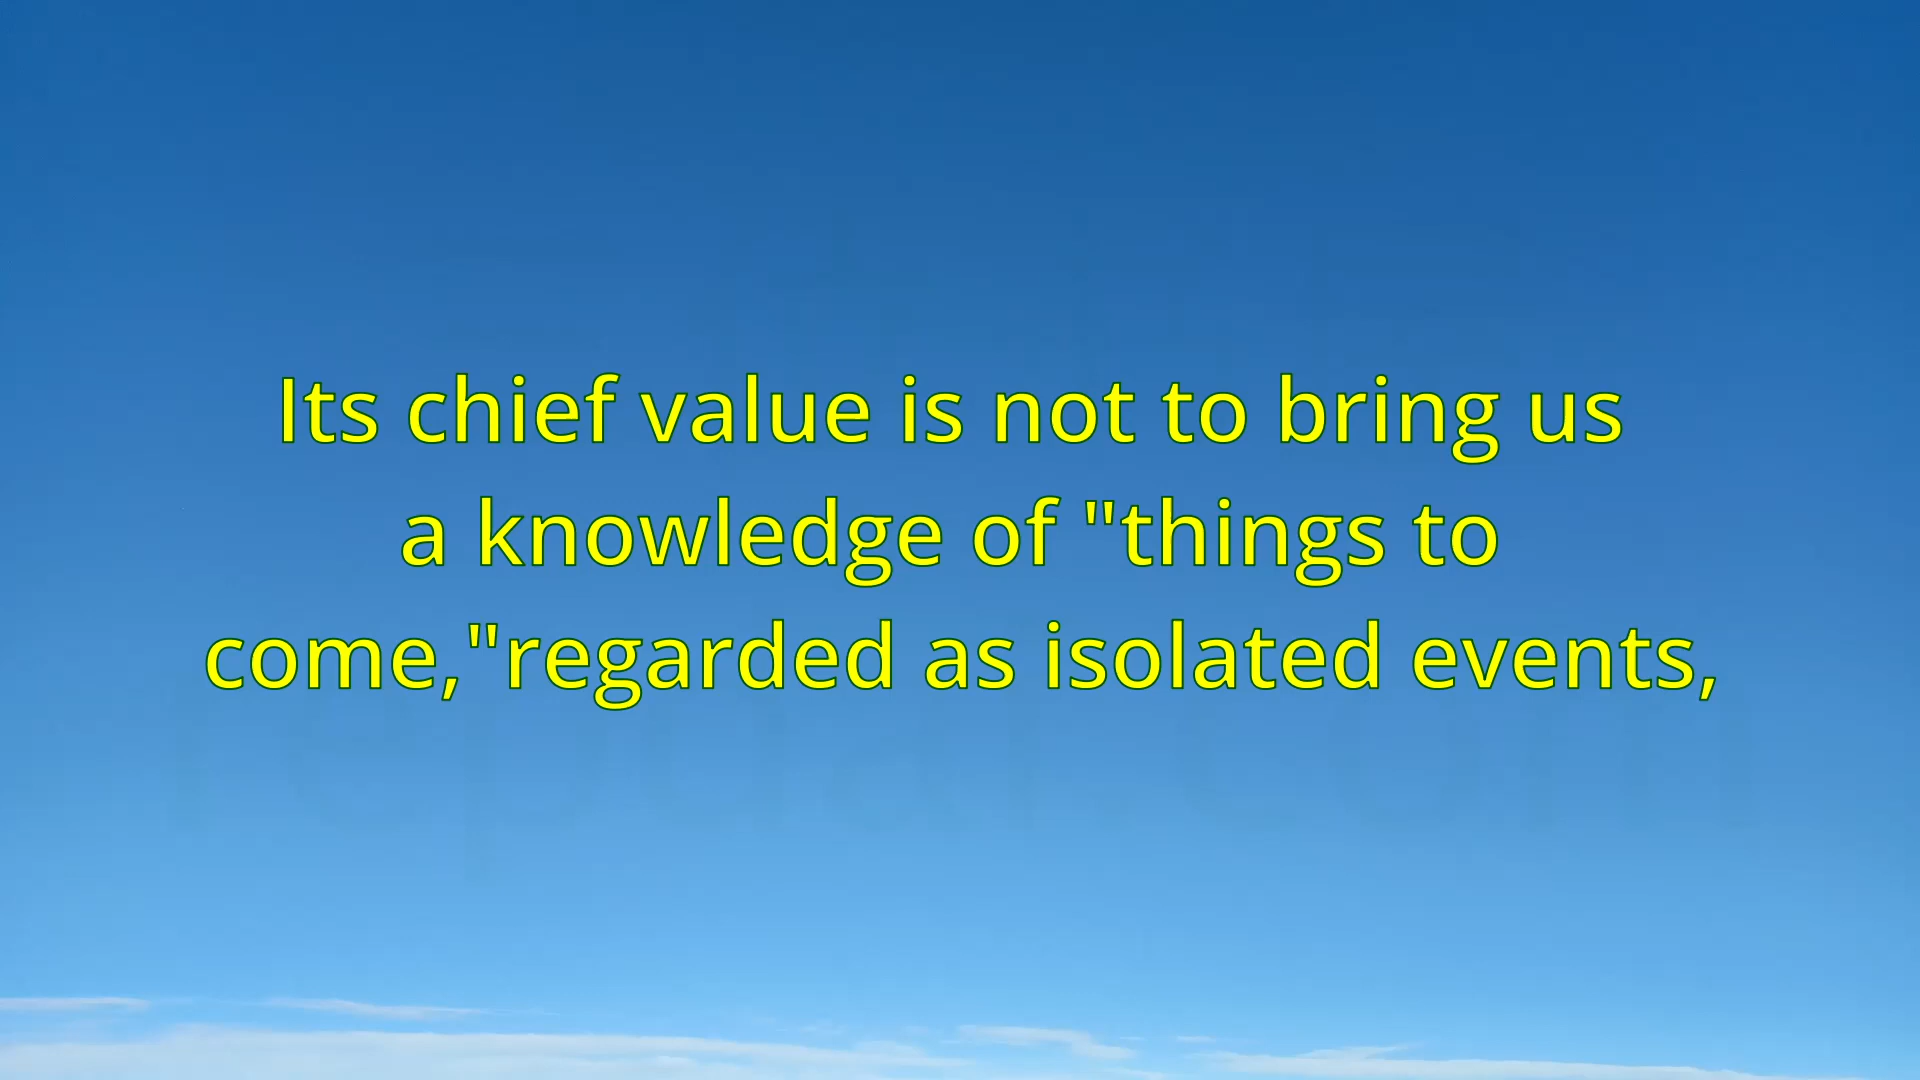 Its chief value is not to bring us
a knowledge of "things to
come,"regarded as isolated events,